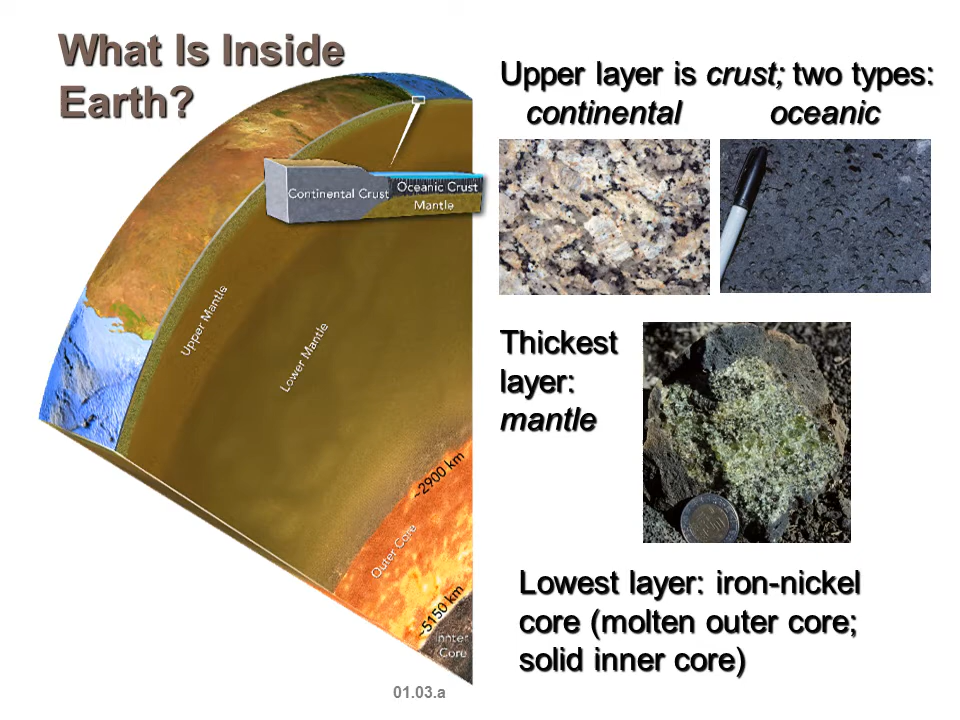 What Is Inside
Earth?
Continental Crust
Oceanic Crust
Mantle
Upper Mantle
Lower Mantle
~2900 km
Outer Core
~5150 km
Inner
Core
01.03.a
Upper layer is crust; two types:
continental oceanic
Thickest
layer:
mantle
Lowest layer: iron-nickel
core (molten outer core;
solid inner core)